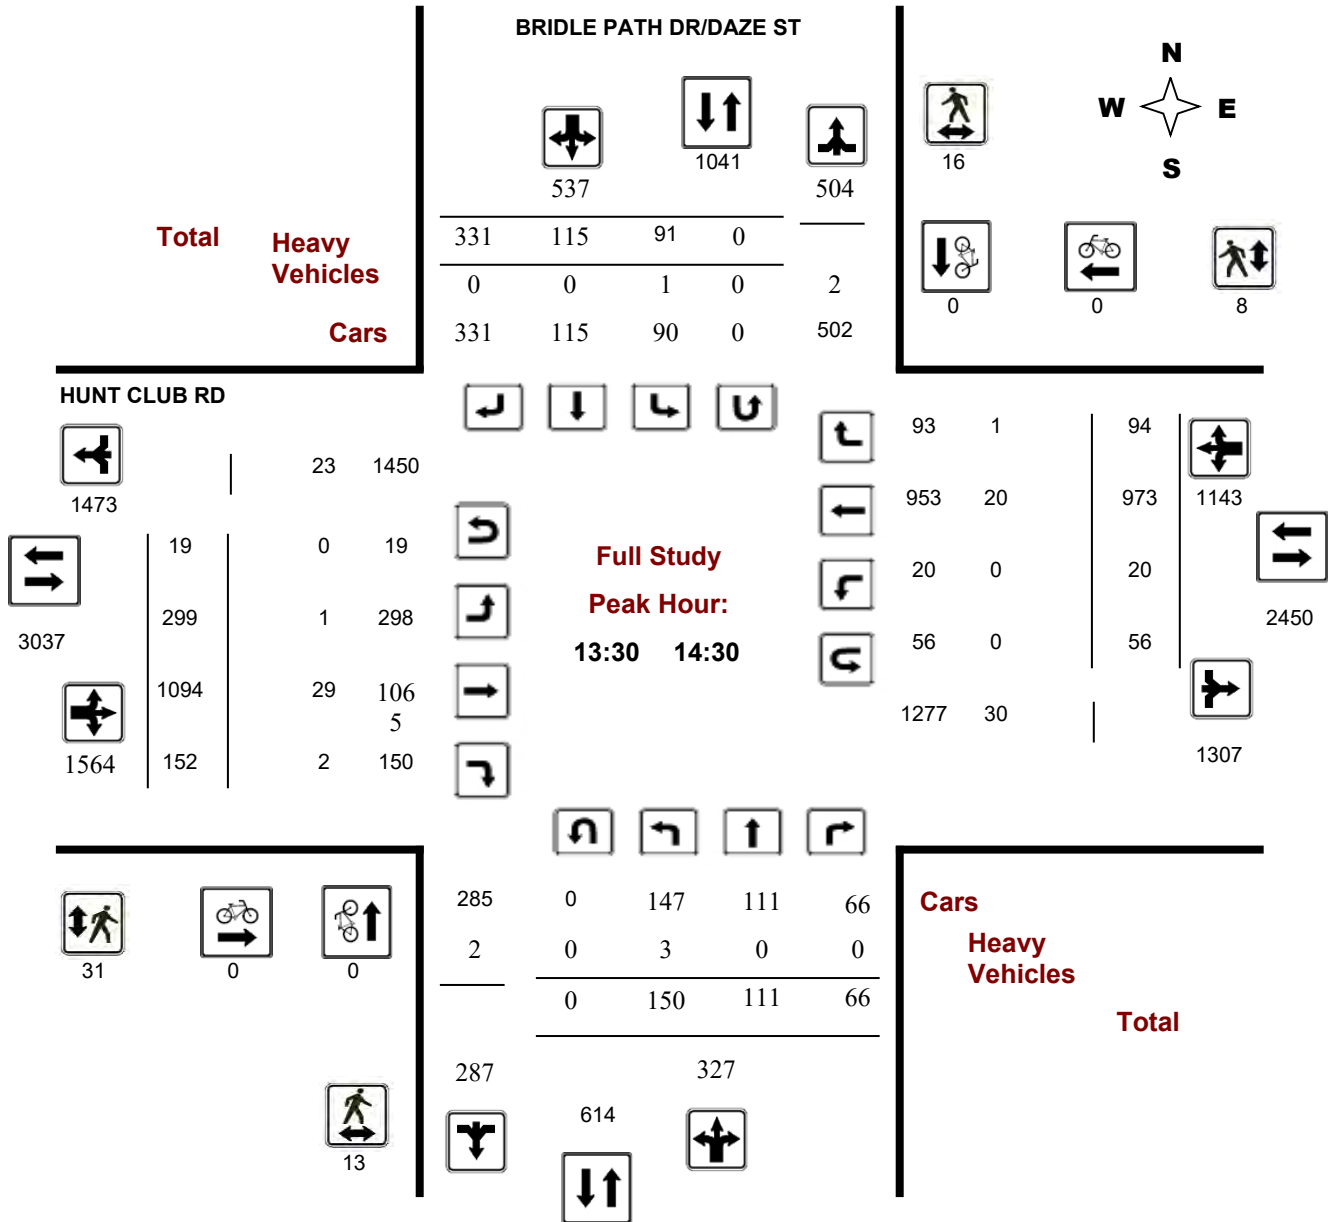 BRIDLE PATH DR/DAZE ST
N
W E
S
1041
16
537 504
Total Heavy Vehicles
331 115 91 0
0 0 1 0 2
0 0 8
Cars 331 115 90 0 502
HUNT CLUB RD
93 1 94
23 1450
1473
953 20 973 1143
19 0 19
Full Study
20 0 20
Peak Hour:
299 1 298
2450
3037
13:30 14:30
56 0 56
1094 29 106
5
1277 30
1564 152 2 150
1307
285 0 147 111 66
Cars
2 0 3 0 0
Heavy
Vehicles
31 0 0
0 150 111 66
Total
287 327
614
13